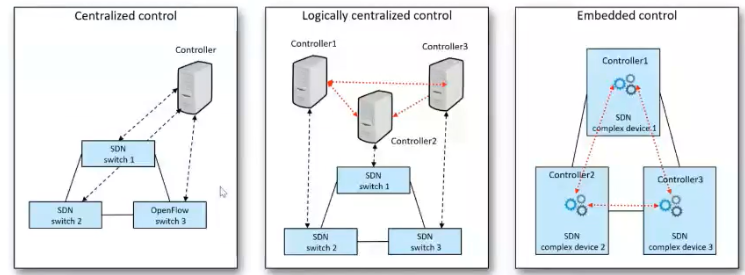 Centralized control
Controller
SDN
switch 1
SDN
switch 2
OpenFlow
switch 3
Logically centralized control
Controller1
Controller3
Controller2
SDN
switch 1
SDN
switch 2
SDN
switch 3
Embedded control
Controller1
SDN
complex device 1
Controller2
SDN
complex device 2
Controller3
SDN
complex device 3